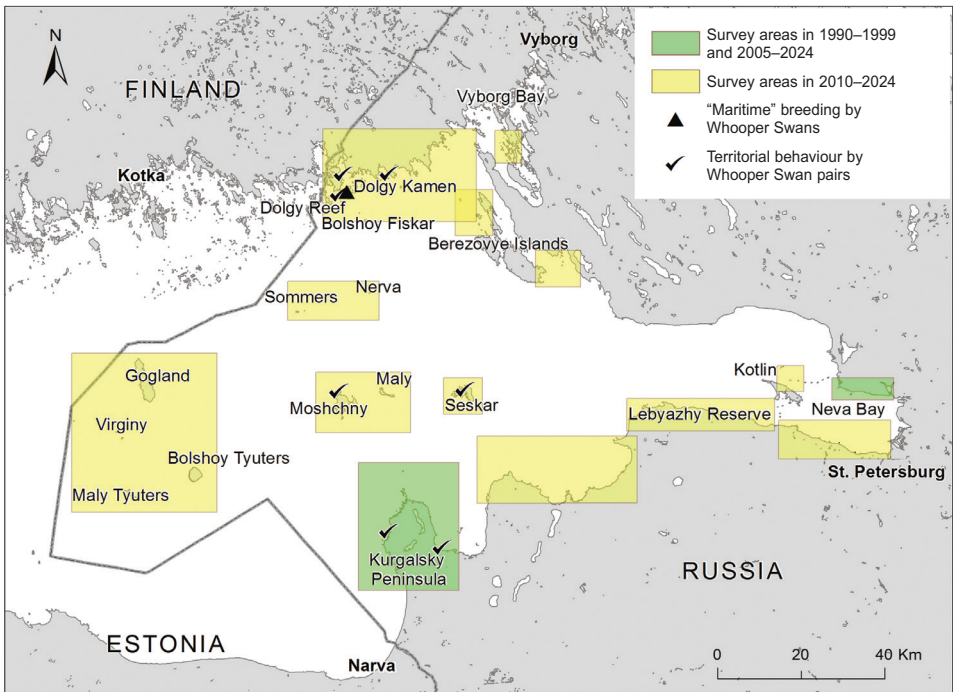 N
FINLAND
Vyborg
Vyborg Bay
Survey areas in 1990–1999
and 2005–2024
Survey areas in 2010–2024
“Maritime” breeding by
Whooper Swans
Territorial behaviour by
Whooper Swan pairs
Kotka
Dolgy Kamen
Dolgy Reef
Bolshoy Fiskar
Berezovye Islands
Nerva
Sommers
Gogland
Virginy
Bolshoy Tyuters
Maly Tyuters
Maly
Moshchny
Seskar
Kotlin
Neva Bay
Lebyazhy Reserve
St. Petersburg
Kurgalsky
Peninsula
RUSSIA
ESTONIA
Narva
0 20 40 Km